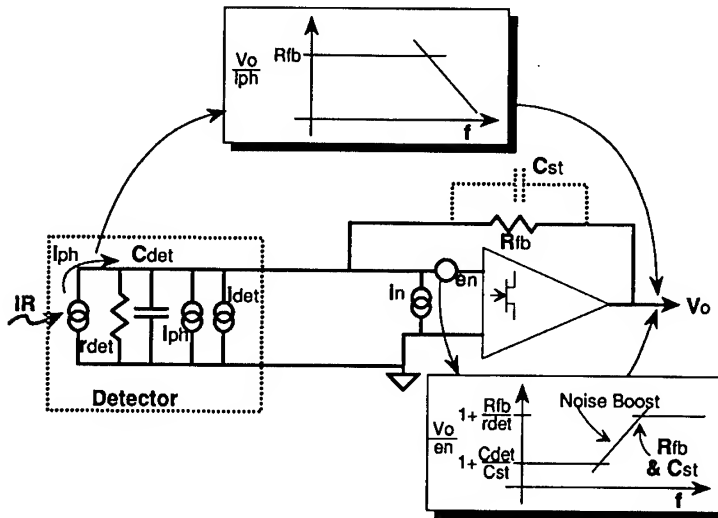 Vo
Iph
Rfb
f
Cst
Rfb
Iph
Cdet
IR
rdet
iph
idet
Detector
in
en
Vo
Vo
en
1+ Rfb
rdet
1+ Cdet
Cst
Noise Boost
Rfb
& Cst
f